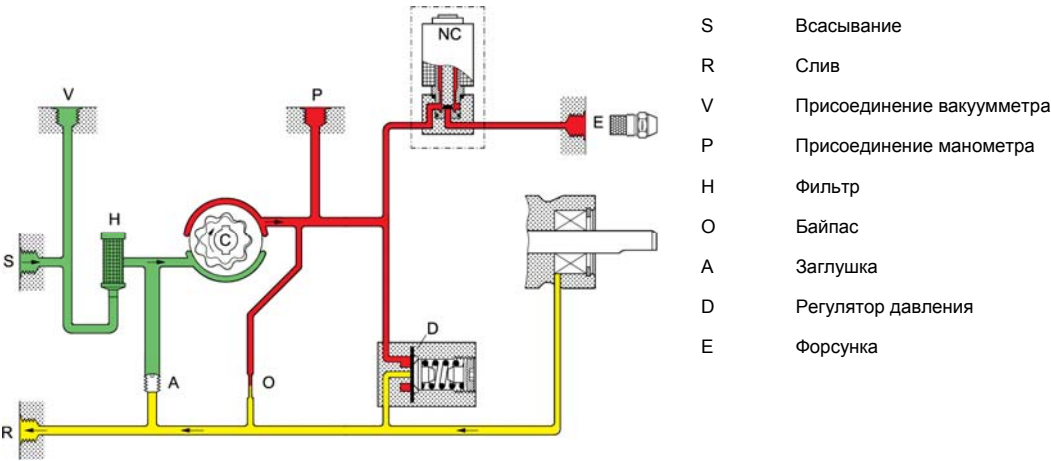 NC
V
P
E
H
C
S
D
A
O
R
S Всасывание
R Слив
V Присоединение вакуумметра
P Присоединение манометра
H Фильтр
O Байпас
A Заглушка
D Регулятор давления
E Форсунка